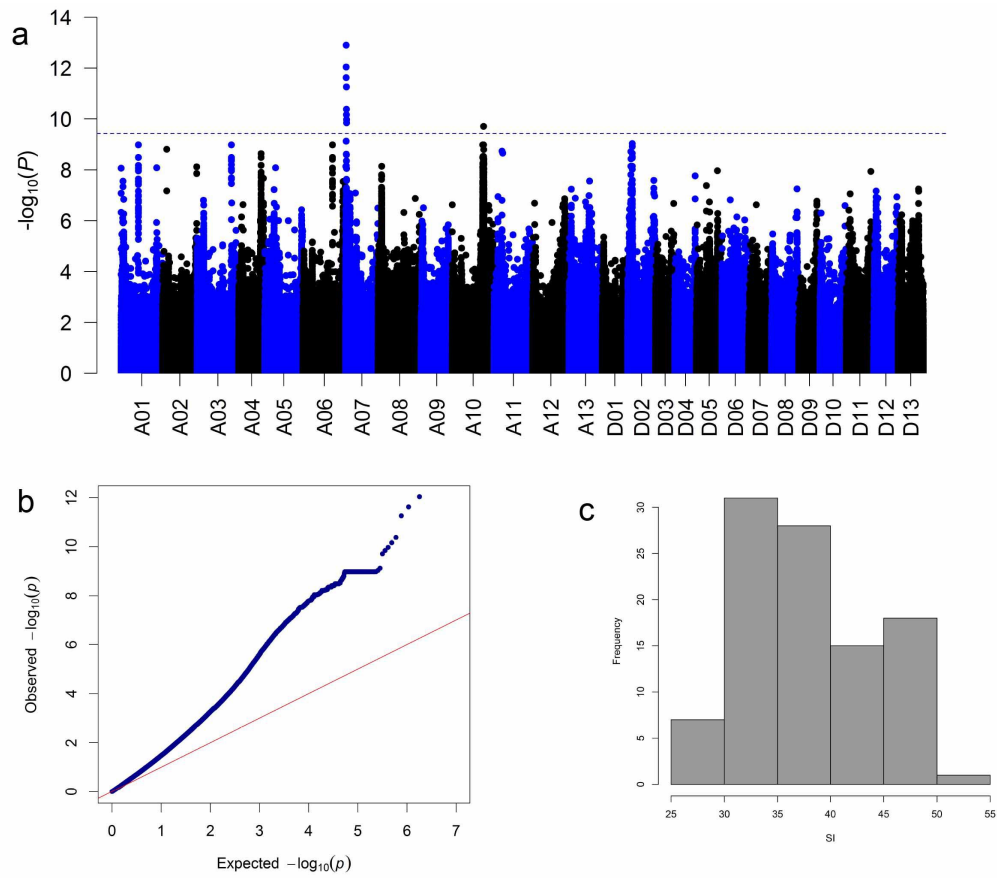 a
14
12
10
8
6
4
2
0
-log10(P)
A01 A02 A03 A04 A05 A06 A07 A08 A09 A10 A11 A12 A13 D01 D02 D03 D04 D05 D06 D07 D08 D09 D10 D11 D12 D13
b
12
10
8
6
4
2
0
Observed −log10(p)
0 1 2 3 4 5 6 7
Expected −log10(p)
c
30
25
20
15
10
5
0
Frequency
25 30 35 40 45 50 55
SI